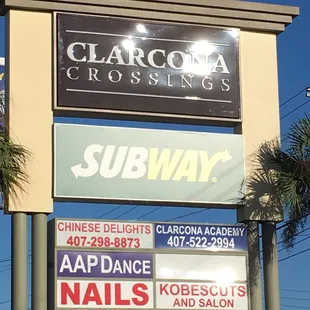 CLARCONA
CROSSINGS
SUBWAY
CHINESE DELIGHTS
407-298-8873
CLARCONA ACADEMY
407-522-2994
AAP DANCE
NAILS
KOBESCUTS
AND SALON